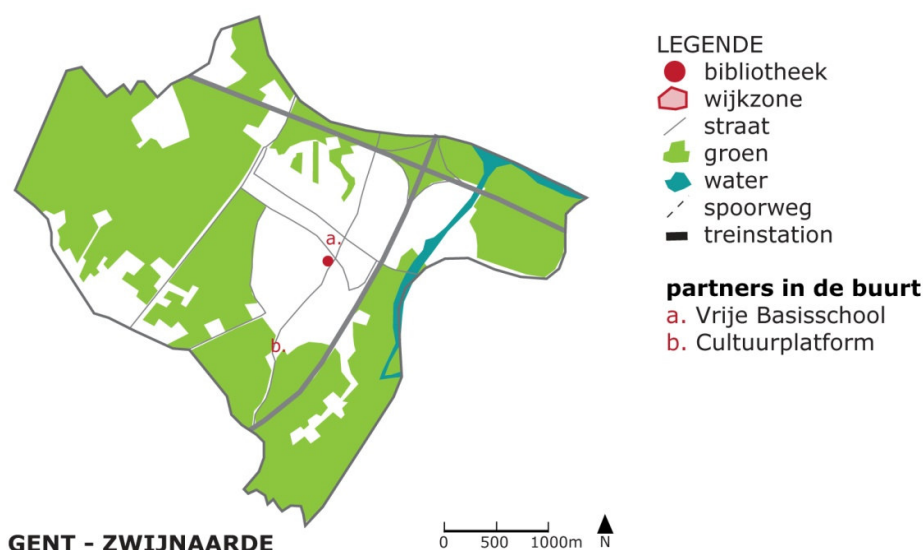 LEGENDE
bibliotheek
wijkzone
straat
groen
water
spoorweg
treinstation
partners in de buurt
a. Vrije Basisschool
b. Cultuurplatform
a.
b.
GENT - ZWIJNAARDE
0 500 1000m N